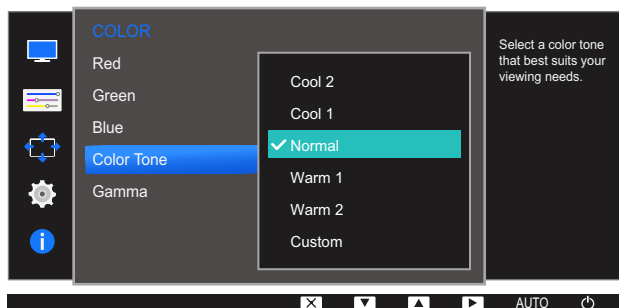 COLOR
Red
Green
Blue
Color Tone
Gamma
Cool 2
Cool 1
Normal
Warm 1
Warm 2
Custom
Select a color tone
that best suits your
viewing needs.
AUTO